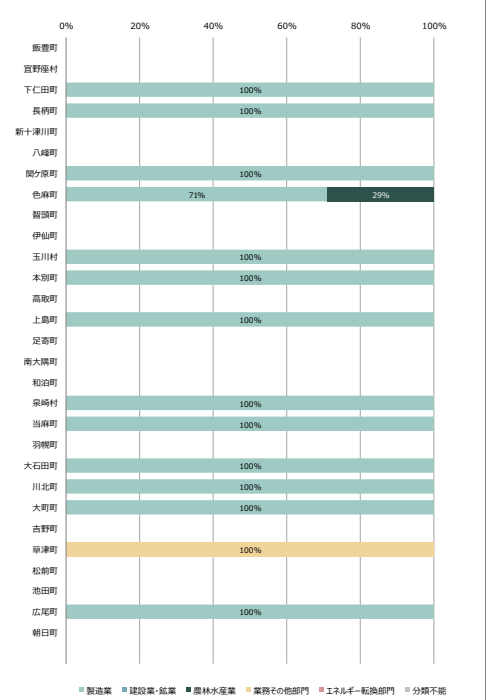 0% 20% 40% 60% 80% 100%
飯豊町
宜野座村
下仁田町 100%
長柄町 100%
新十津川町
八峰町
関ケ原町 100%
色麻町 71% 29%
智頭町
伊仙町
玉川村 100%
本別町 100%
高取町
上島町 100%
足寄町
南大隅町
和泊町
泉崎村 100%
当麻町 100%
羽幌町
大石田町 100%
川北町 100%
大町町 100%
吉野町
草津町 100%
松前町
池田町
広尾町 100%
朝日町
製造業 建設業・鉱業 農林水産業 業務その他部門 エネルギー転換部門 分類不能